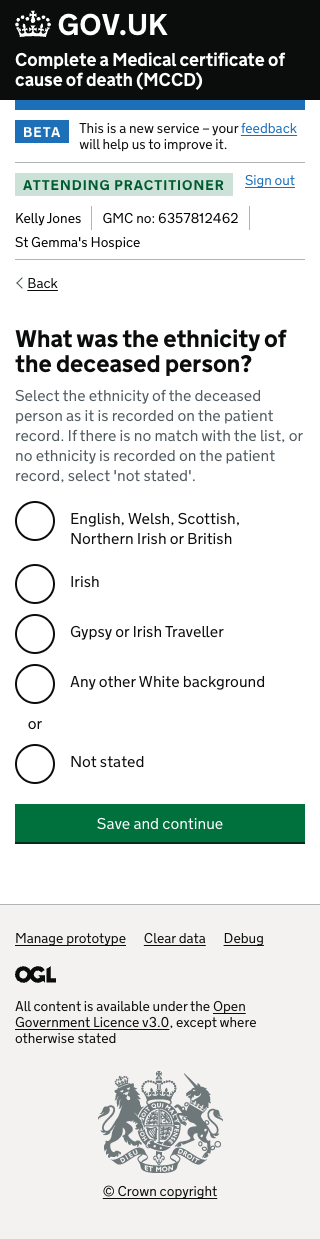 GOV.UK
Complete a Medical certificate of
cause of death (MCCD)
BETA
This is a new service – your feedback
will help us to improve it.
ATTENDING PRACTITIONER
Sign out
Kelly Jones
GMC no: 6357812462
St Gemma's Hospice
Back
What was the ethnicity of
the deceased person?
Select the ethnicity of the deceased
person as it is recorded on the patient
record. If there is no match with the list, or
no ethnicity is recorded on the patient
record, select 'not stated'.
English, Welsh, Scottish,
Northern Irish or British
Irish
Gypsy or Irish Traveller
Any other White background
or
Not stated
Save and continue
Manage prototype
Clear data
Debug
OGL
All content is available under the Open
Government Licence v3.0, except where
otherwise stated
DIEU ET MON DROIT
© Crown copyright